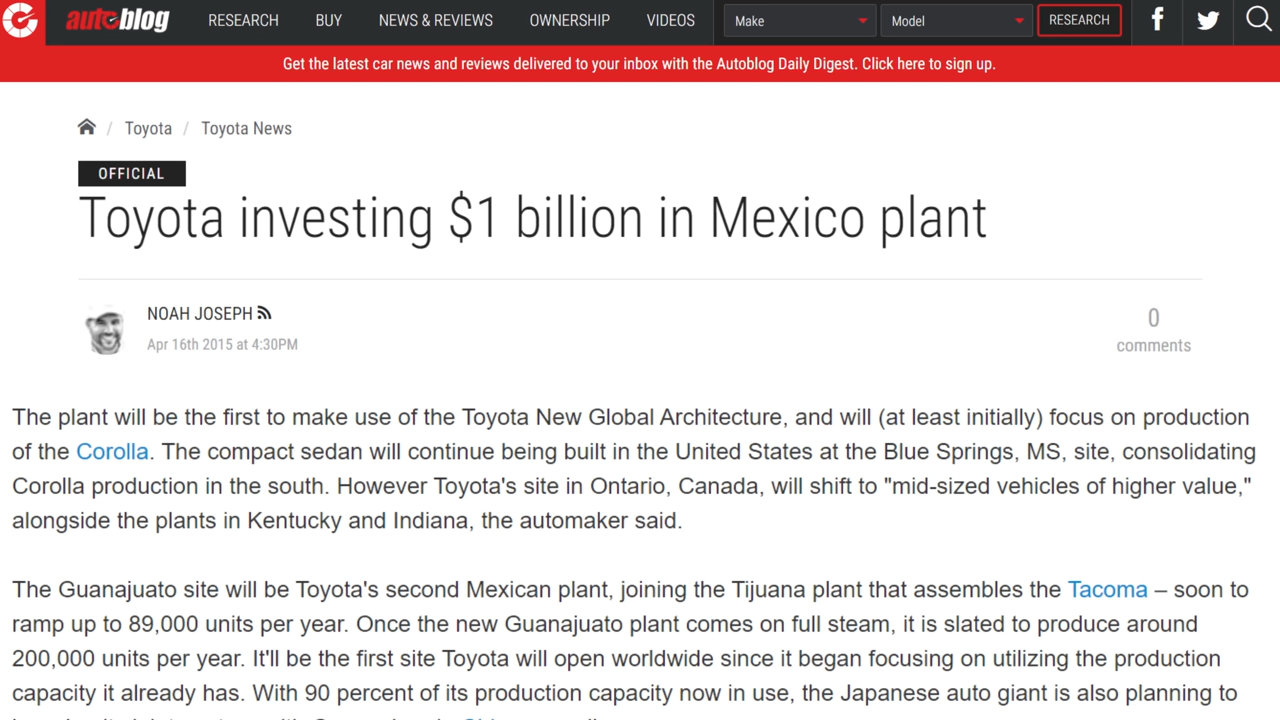 autoblog RESEARCH BUY NEWS & REVIEWS OWNERSHIP VIDEOS Make Model RESEARCH
Get the latest car news and reviews delivered to your inbox with the Autoblog Daily Digest. Click here to sign up.
/ Toyota / Toyota News
OFFICIAL
Toyota investing $1 billion in Mexico plant
NOAH JOSEPH
Apr 16th 2015 at 4:30PM
0
comments
The plant will be the first to make use of the Toyota New Global Architecture, and will (at least initially) focus on production
of the Corolla. The compact sedan will continue being built in the United States at the Blue Springs, MS, site, consolidating
Corolla production in the south. However Toyota's site in Ontario, Canada, will shift to "mid-sized vehicles of higher value,"
alongside the plants in Kentucky and Indiana, the automaker said.
The Guanajuato site will be Toyota's second Mexican plant, joining the Tijuana plant that assembles the Tacoma – soon to
ramp up to 89,000 units per year. Once the new Guanajuato plant comes on full steam, it is slated to produce around
200,000 units per year. It'll be the first site Toyota will open worldwide since it began focusing on utilizing the production
capacity it already has. With 90 percent of its production capacity now in use, the Japanese auto giant is also planning to